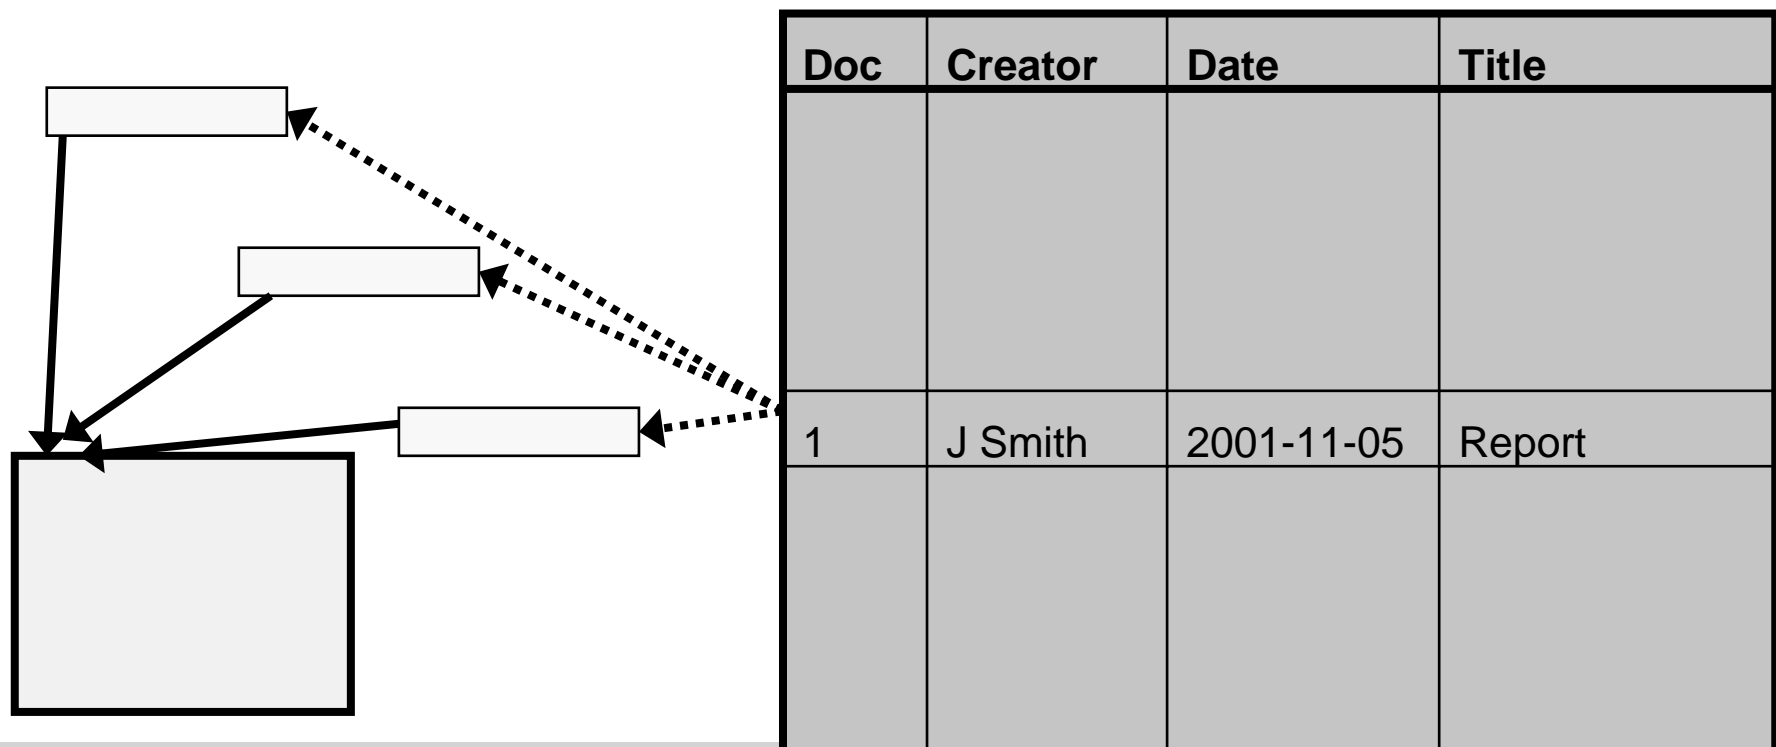 Doc Creator Date Title
1 J Smith 2001-11-05 Report